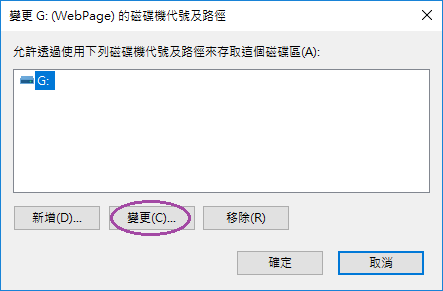 變更 G: (WebPage) 的磁碟機代號及路徑
允許透過使用下列磁碟機代號及路徑來存取這個磁碟區(A):
G:
新增(D)... 變更(C)... 移除(R)
確定 取消